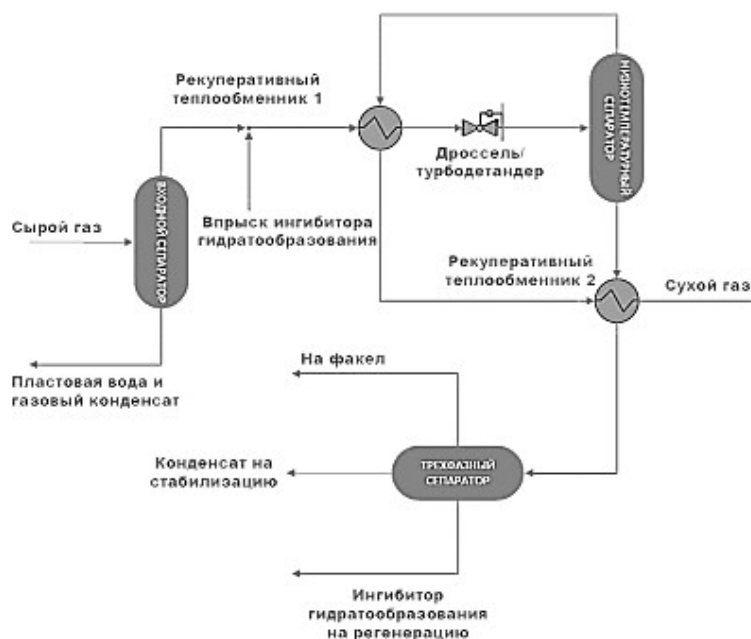 Рекуперативный
теплообменник 1
НИЗКОТЕМПЕРАТУРНЫЙ
СЕПАРАТОР
Дроссель/
турбодетандер
ВХОДНОЙ СЕПАРАТОР
Сырой газ
Впрыск ингибитора
гидратообразования
Рекуперативный
теплообменник 2
Сухой газ
Пластовая вода и
газовый конденсат
На факел
Конденсат на
стабилизацию
ТРЕХФАЗНЫЙ
СЕПАРАТОР
Ингибитор
гидратообразования
на регенерацию